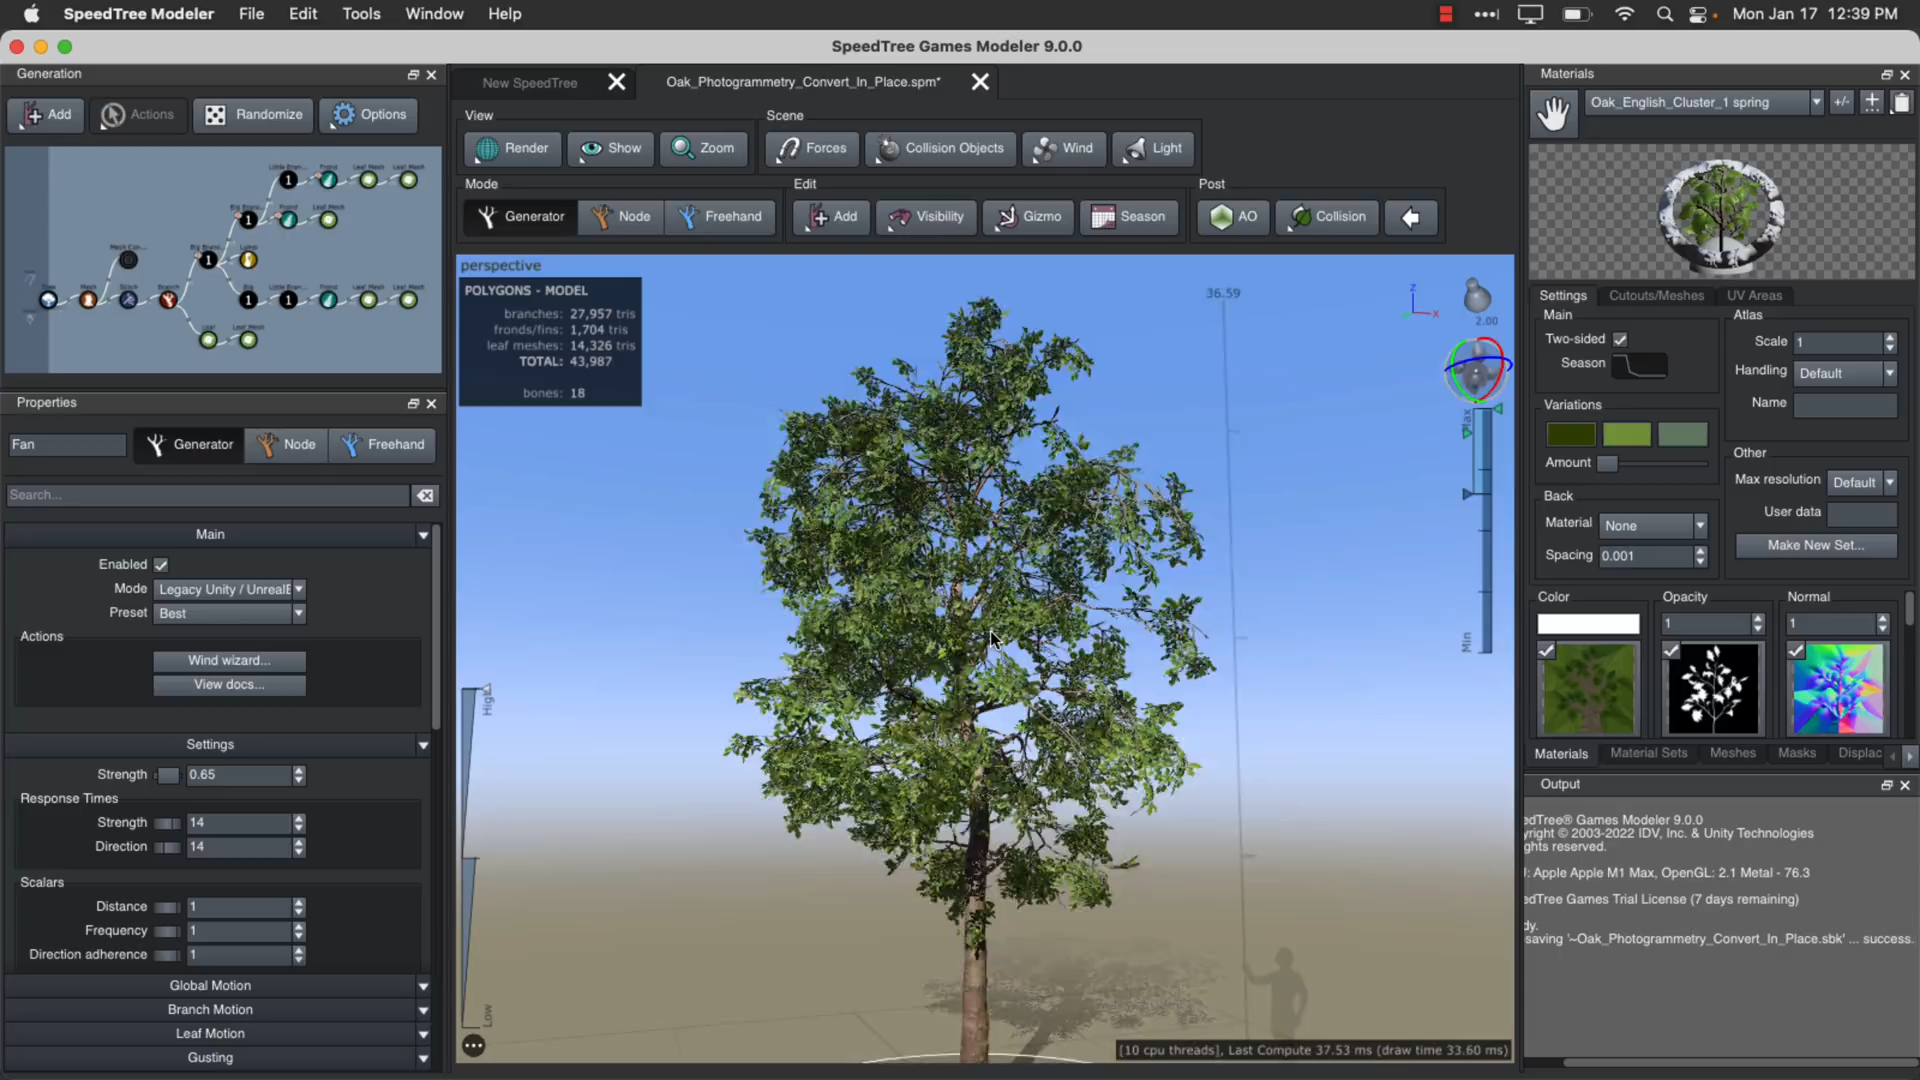 SpeedTree Modeler File Edit Tools Window Help
Mon Jan 17 12:39 PM
SpeedTree Games Modeler 9.0.0
Generation
Add Actions Randomize Options
New SpeedTree Oak_Photogrammetry_Convert_In_Place.spm*
View
Render Show Zoom
Scene
Forces Collision Objects Wind Light
Mode
Generator Node Freehand
Edit
Add Visibility Gizmo Season
Post
AO Collision
perspective
POLYGONS - MODEL
branches: 27,957 tris
fronds/fins: 1,704 tris
leaf meshes: 14,326 tris
TOTAL: 43,987
bones: 18
36.59
Z
X
2.00
Max
Min
High
Low
[10 cpu threads], Last Compute 37.53 ms (draw time 33.60 ms)
Properties
Fan
Generator Node Freehand
Search...
Main
Enabled
Mode Legacy Unity / UnrealE
Preset Best
Actions
Wind wizard...
View docs...
Settings
Strength 0.65
Response Times
Strength 14
Direction 14
Scalars
Distance 1
Frequency 1
Direction adherence 1
Global Motion
Branch Motion
Leaf Motion
Gusting
Materials
Oak_English_Cluster_1 spring
+/-
Settings Cutouts/Meshes UV Areas
Main
Two-sided
Season
Variations
Amount
Back
Material None
Spacing 0.001
Atlas
Scale 1
Handling Default
Name
Other
Max resolution Default
User data
Make New Set...
Color Opacity Normal
1 1
Materials Material Sets Meshes Masks Displac
Output
edTree® Games Modeler 9.0.0
yright © 2003-2022 IDV, Inc. & Unity Technologies
ghts reserved.
: Apple Apple M1 Max, OpenGL: 2.1 Metal - 76.3
edTree Games Trial License (7 days remaining)
dy.
saving '~Oak_Photogrammetry_Convert_In_Place.sbk' ... success.